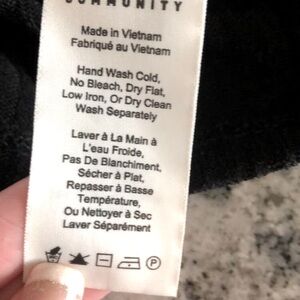 COMMUNITY
Made in Vietnam
Fabriqué au Vietnam
Hand Wash Cold,
No Bleach, Dry Flat,
Low Iron, Or Dry Clean
Wash Separately
Laver à La Main à
L'eau Froide,
Pas De Blanchiment,
Sécher à Plat,
Repasser à Basse
Température,
Ou Nettoyer à Sec
Laver Séparément
P